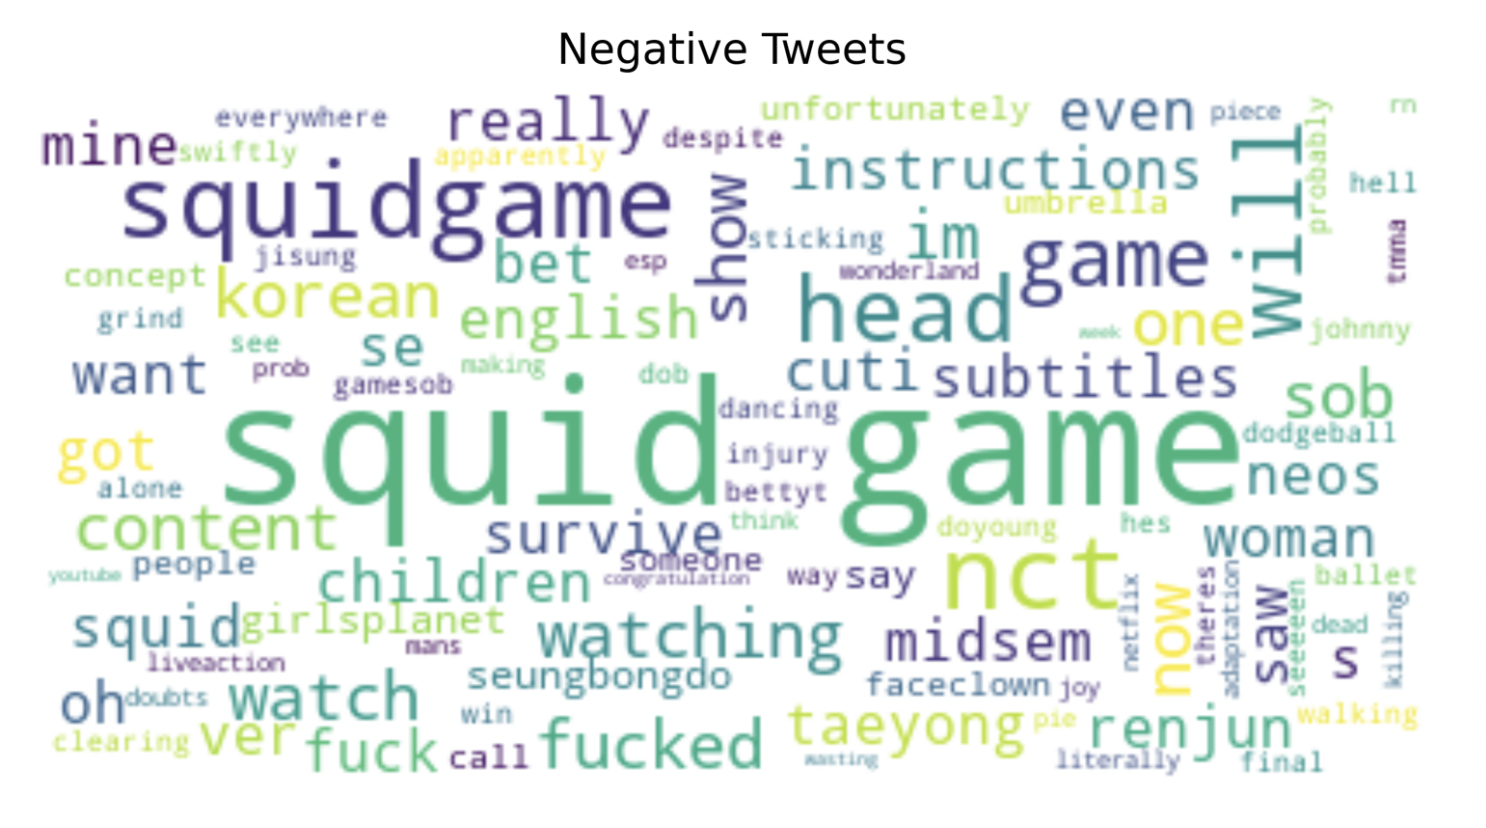 Negative Tweets
everywhere
really
unfortunately
even
piece
rn
mine
swiftly
apparently
despite
instructions
will
probably
hell
squidgame
show
umbrella
sticking
im
game
tmma
jisung
bet
esp
wonderland
concept
korean
english
head
one
johnny
grind
see
se
week
want
prob
gamesob
making
dob
cuti
subtitles
sob
squid game
dancing
dodgeball
got
injury
neos
alone
bettyt
content
survive
think
doyoung
hes
woman
youtube
people
someone
children
congratulation
way
say
nct
netflix
now
theres
adaptation
saw
seeeeen
ballet
killing
squid
girlsplanet
mans
watching
midsem
dead
s
liveaction
seungbongdo
faceclown
joy
oh
doubts
watch
win
taeyong
pie
renjun
walking
clearing
ver
fuck
call
fucked
wasting
literally
final